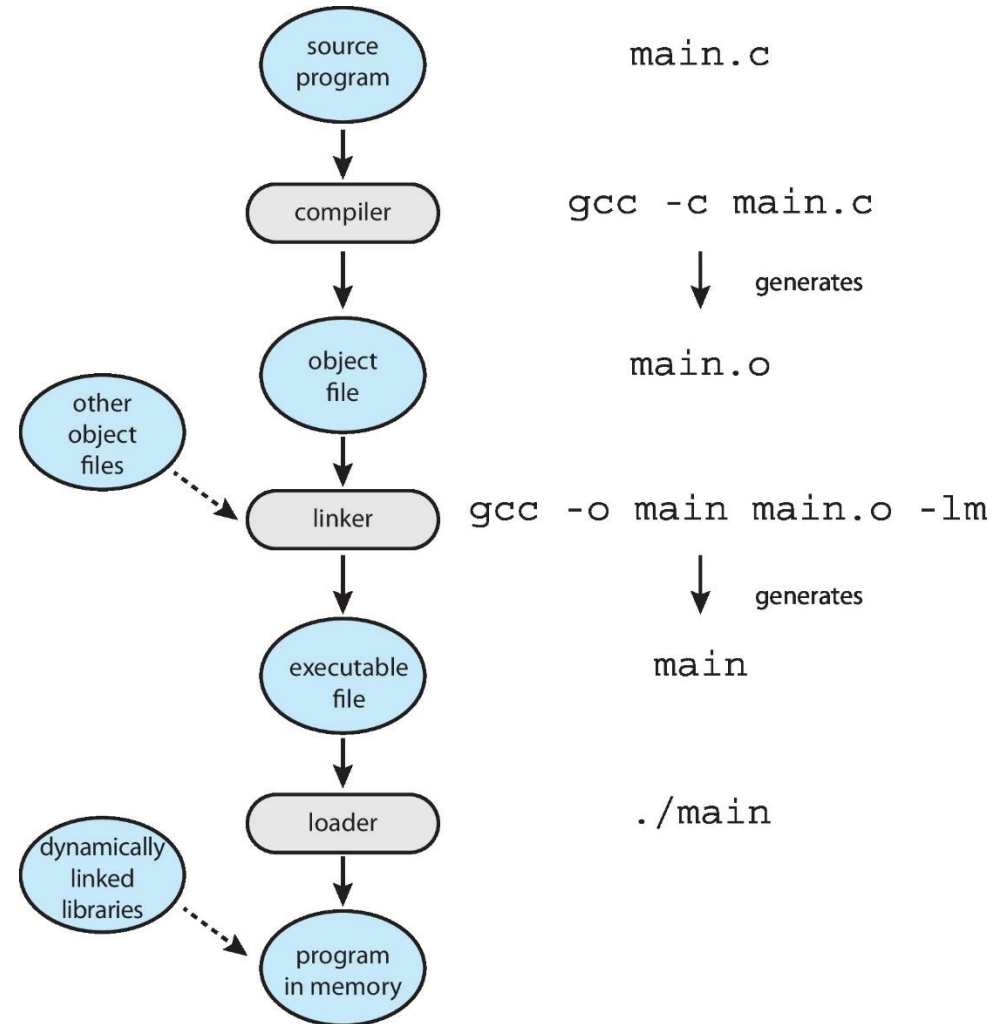 source
program
main.c
compiler
gcc -c main.c
generates
object
file
main.o
other
object
files
linker
gcc -o main main.o -lm
generates
executable
file
main
loader
./main
dynamically
linked
libraries
program
in memory